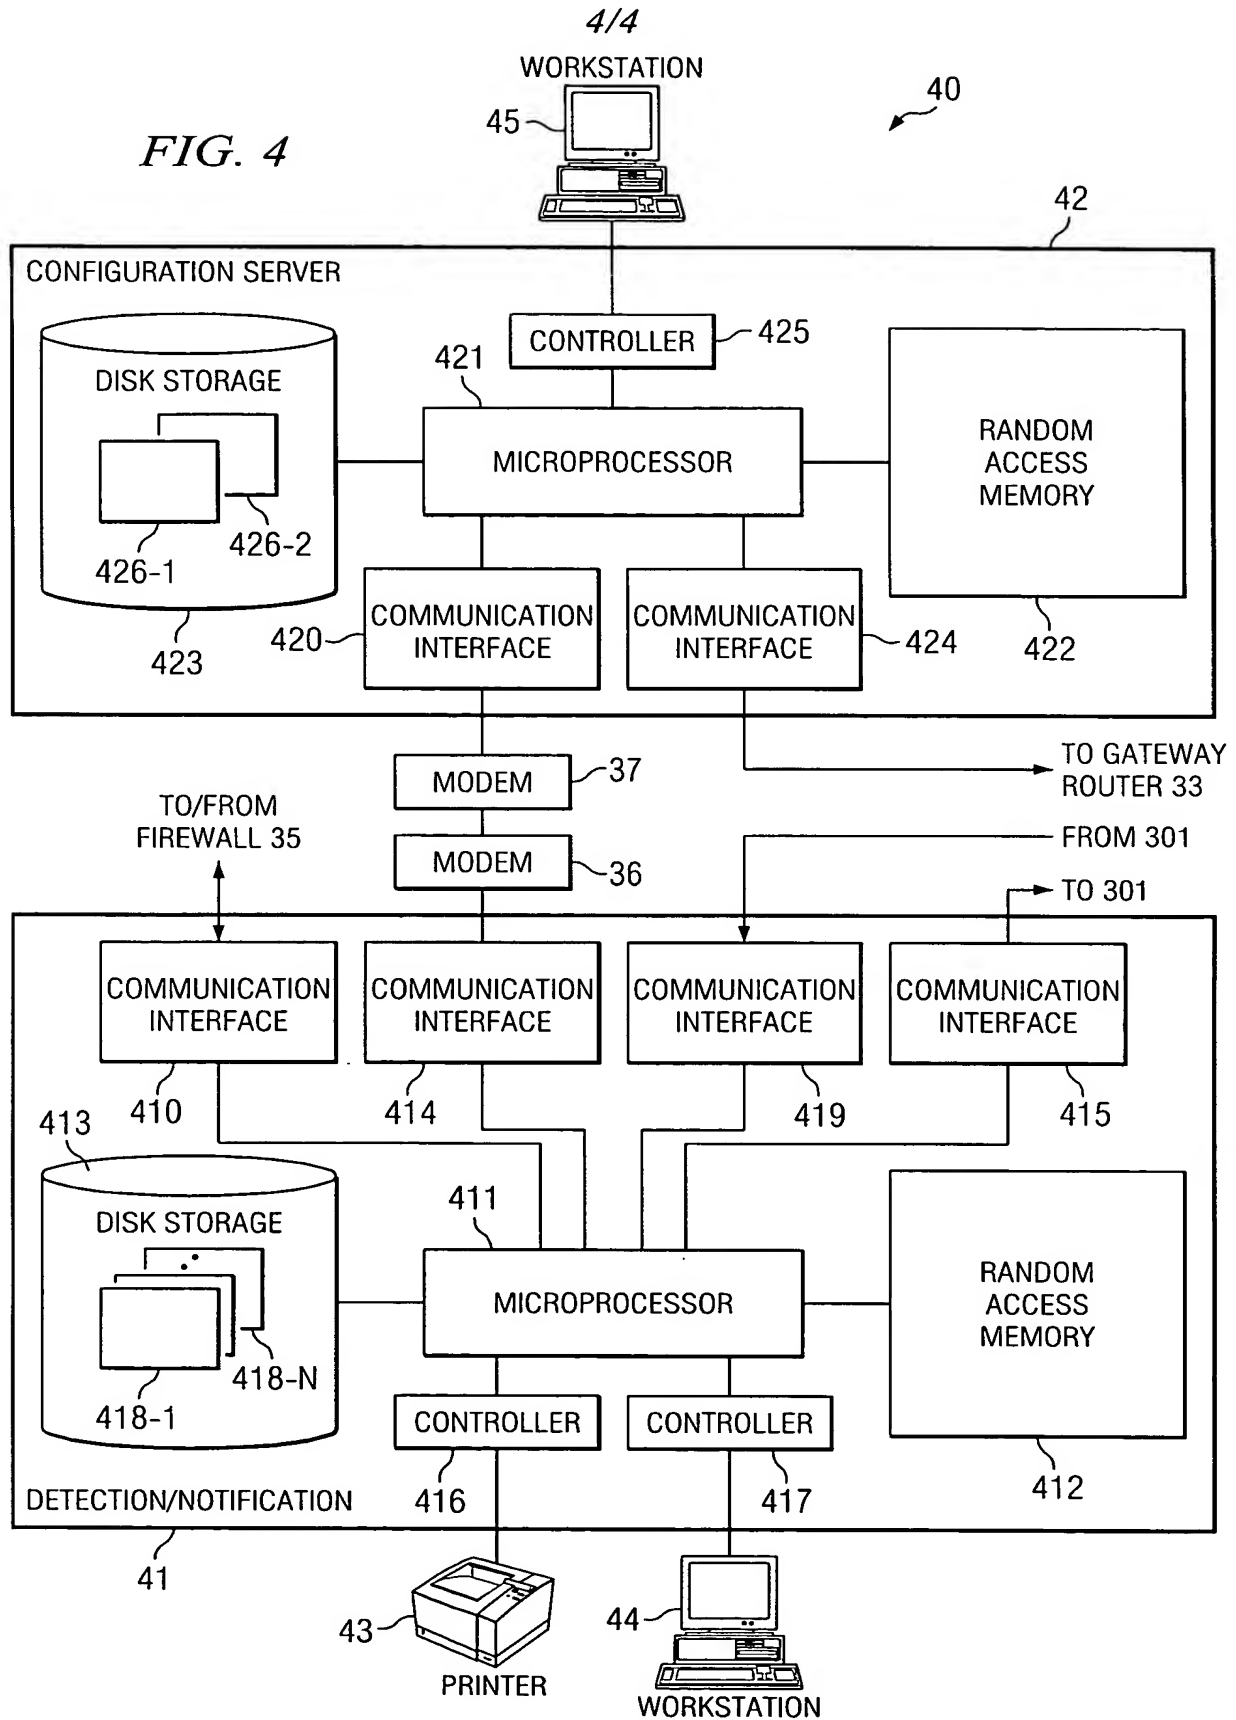 4/4
WORKSTATION
45
40
FIG. 4
42
CONFIGURATION SERVER
CONTROLLER
425
421
DISK STORAGE
MICROPROCESSOR
RANDOM
ACCESS
MEMORY
426-2
426-1
COMMUNICATION
INTERFACE
COMMUNICATION
INTERFACE
420
424
422
423
MODEM
37
TO GATEWAY
ROUTER 33
TO/FROM
FIREWALL 35
MODEM
36
FROM 301
TO 301
COMMUNICATION
INTERFACE
COMMUNICATION
INTERFACE
COMMUNICATION
INTERFACE
COMMUNICATION
INTERFACE
410
414
419
415
413
411
DISK STORAGE
MICROPROCESSOR
RANDOM
ACCESS
MEMORY
418-N
418-1
CONTROLLER
CONTROLLER
416
417
412
DETECTION/NOTIFICATION
41
43
44
PRINTER
WORKSTATION